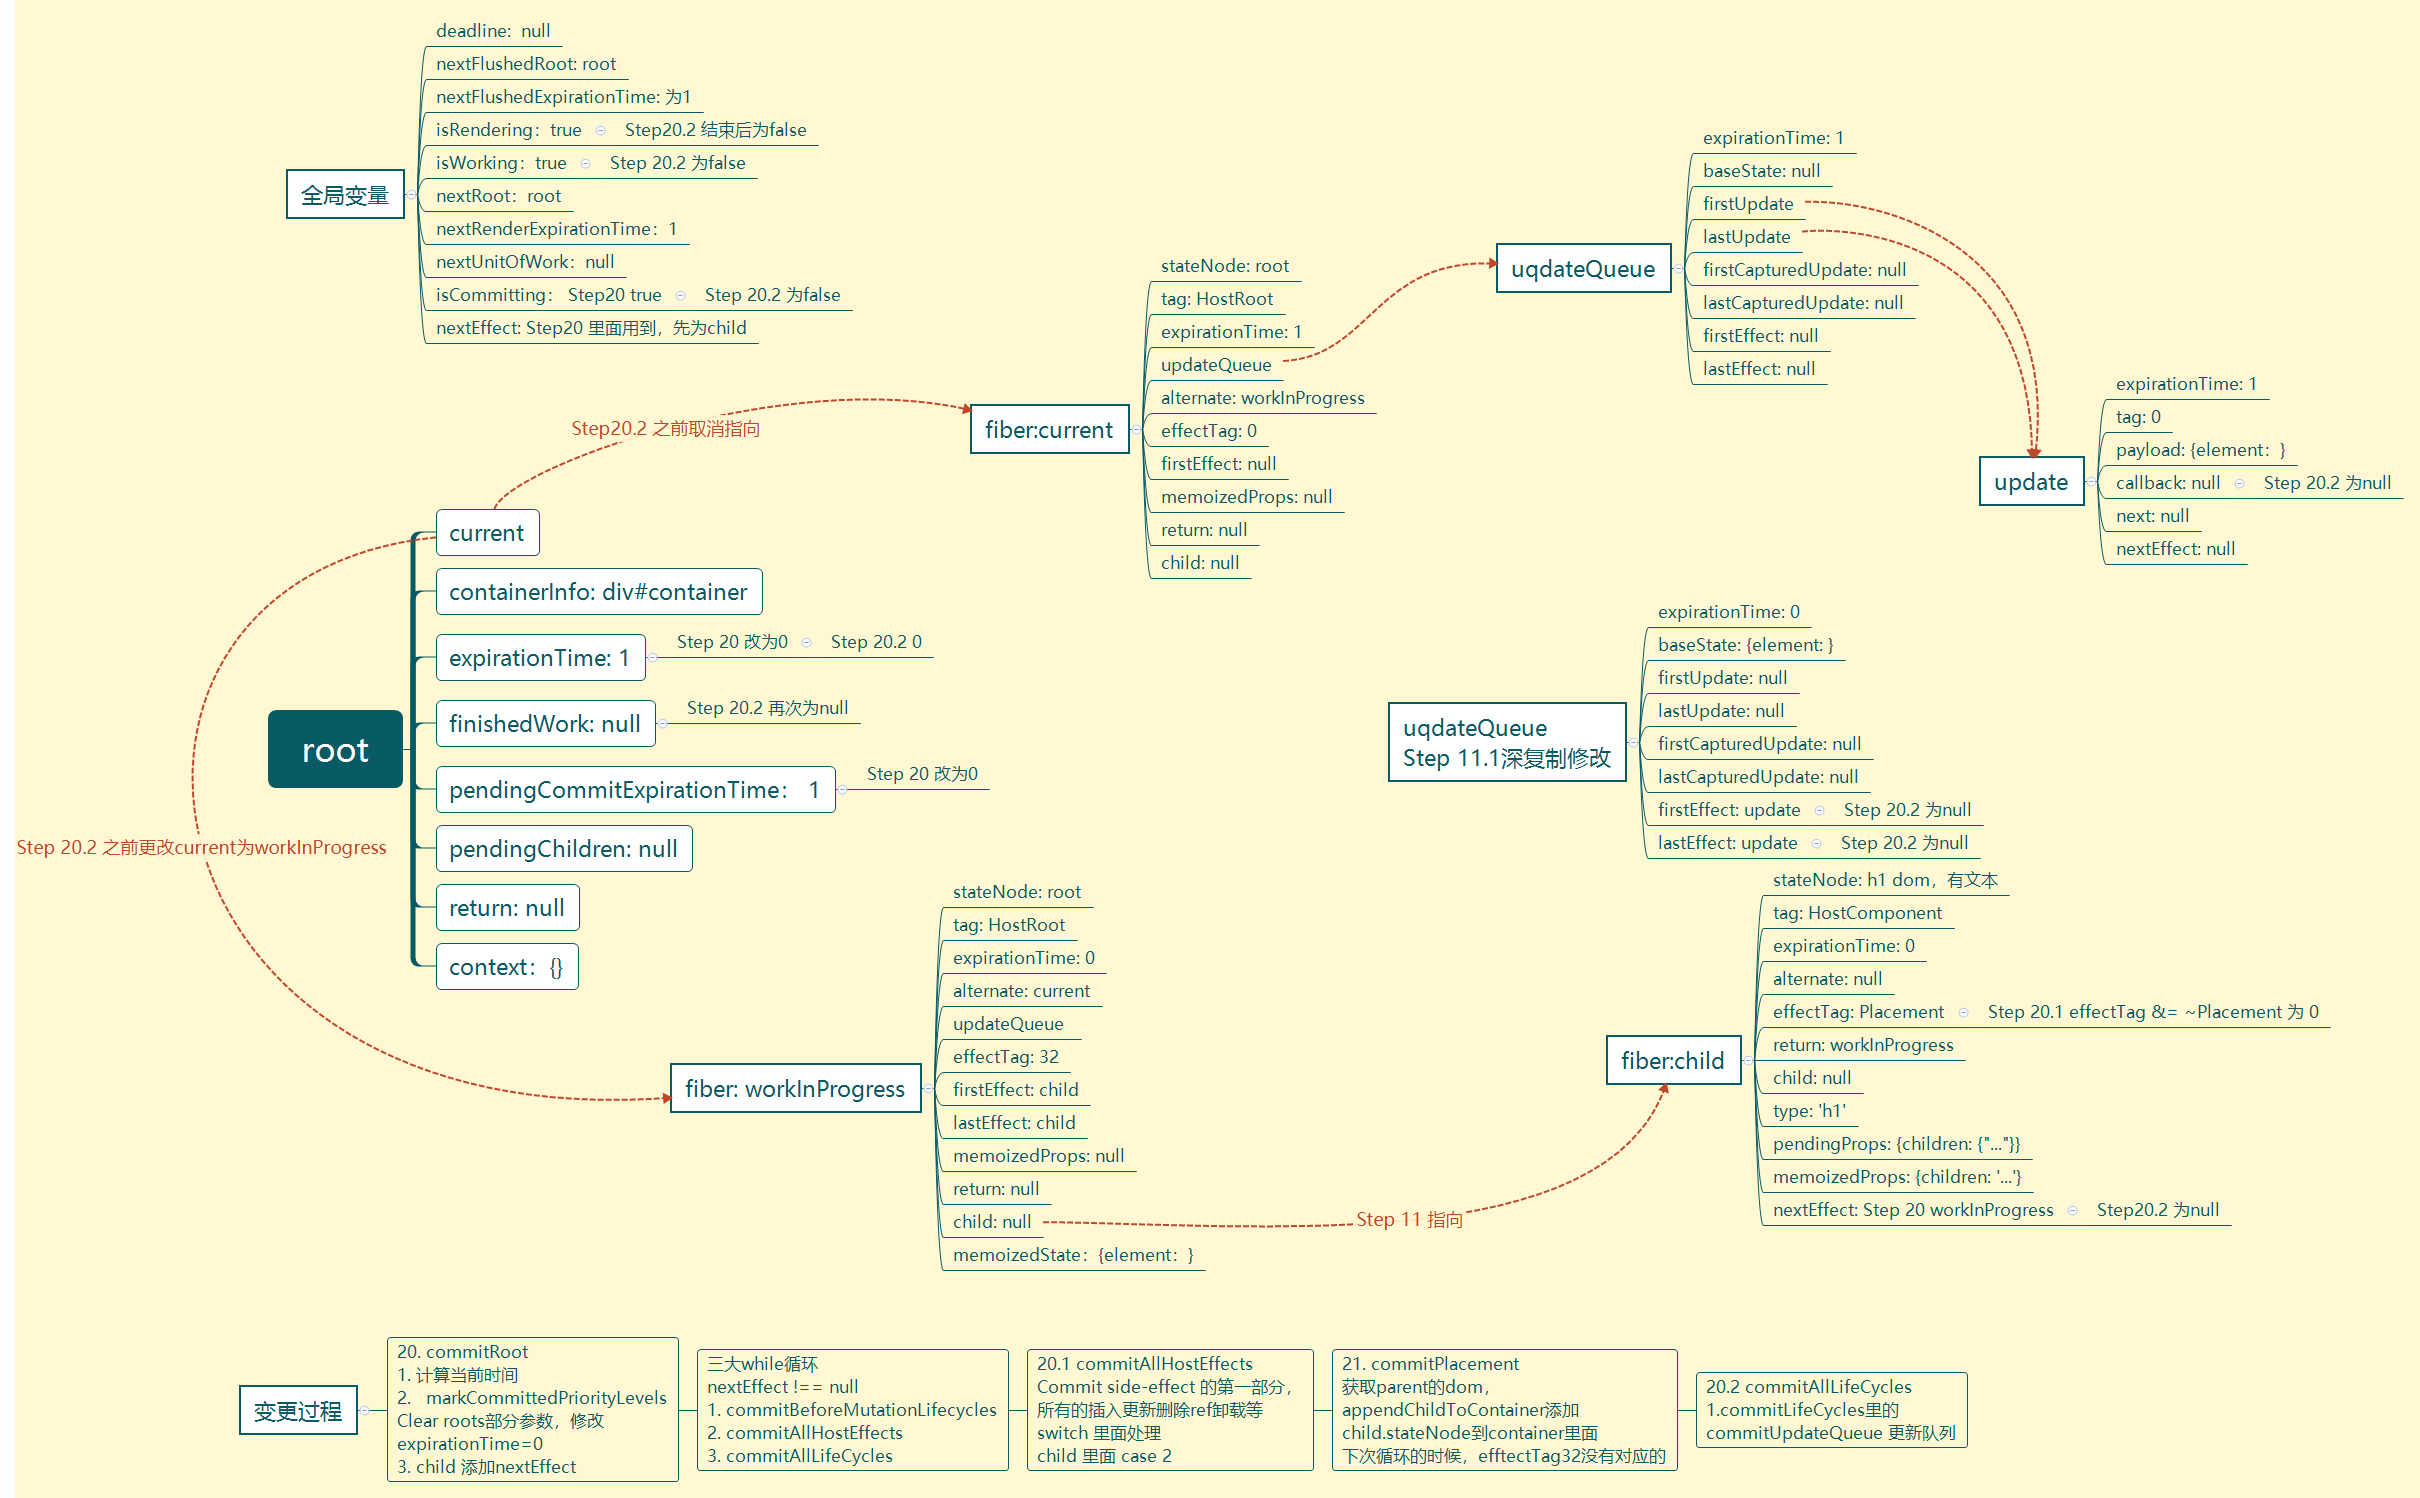 全局变量
deadline:  null
nextFlushedRoot: root
nextFlushedExpirationTime: 为1
isRendering：true
Step20.2 结束后为false
isWorking：true
Step 20.2 为false
nextRoot：root
nextRenderExpirationTime：1
nextUnitOfWork：null
isCommitting： Step20 true
Step 20.2 为false
nextEffect: Step20 里面用到，先为child
Step20.2 之前取消指向
fiber:current
stateNode: root
tag: HostRoot
expirationTime: 1
updateQueue
alternate: workInProgress
effectTag: 0
firstEffect: null
memoizedProps: null
return: null
child: null
uqdateQueue
expirationTime: 1
baseState: null
firstUpdate
lastUpdate
firstCapturedUpdate: null
lastCapturedUpdate: null
firstEffect: null
lastEffect: null
update
expirationTime: 1
tag: 0
payload: {element：}
callback: null
Step 20.2 为null
next: null
nextEffect: null
root
current
containerInfo: div#container
expirationTime: 1
Step 20 改为0
Step 20.2 0
finishedWork: null
Step 20.2 再次为null
pendingCommitExpirationTime： 1
Step 20 改为0
pendingChildren: null
return: null
context：{}
Step 20.2 之前更改current为workInProgress
uqdateQueue
Step 11.1深复制修改
expirationTime: 0
baseState: {element: }
firstUpdate: null
lastUpdate: null
firstCapturedUpdate: null
lastCapturedUpdate: null
firstEffect: update
Step 20.2 为null
lastEffect: update
Step 20.2 为null
fiber: workInProgress
stateNode: root
tag: HostRoot
expirationTime: 0
alternate: current
updateQueue
effectTag: 32
firstEffect: child
lastEffect: child
memoizedProps: null
return: null
child: null
memoizedState：{element：}
Step 11 指向
fiber:child
stateNode: h1 dom，有文本
tag: HostComponent
expirationTime: 0
alternate: null
effectTag: Placement
Step 20.1 effectTag &= ~Placement 为 0
return: workInProgress
child: null
type: 'h1'
pendingProps: {children: {"..."}}
memoizedProps: {children: '...'}
nextEffect: Step 20 workInProgress
Step20.2 为null
变更过程
20. commitRoot
1. 计算当前时间
2.   markCommittedPriorityLevels
Clear roots部分参数，修改
expirationTime=0
3. child 添加nextEffect
三大while循环
nextEffect !== null
1. commitBeforeMutationLifecycles
2. commitAllHostEffects
3. commitAllLifeCycles
20.1 commitAllHostEffects
Commit side-effect 的第一部分，
所有的插入更新删除ref卸载等
switch 里面处理
child 里面 case 2
21. commitPlacement
获取parent的dom，
appendChildToContainer添加
child.stateNode到container里面
下次循环的时候，efftectTag32没有对应的
20.2 commitAllLifeCycles
1.commitLifeCycles里的
commitUpdateQueue 更新队列